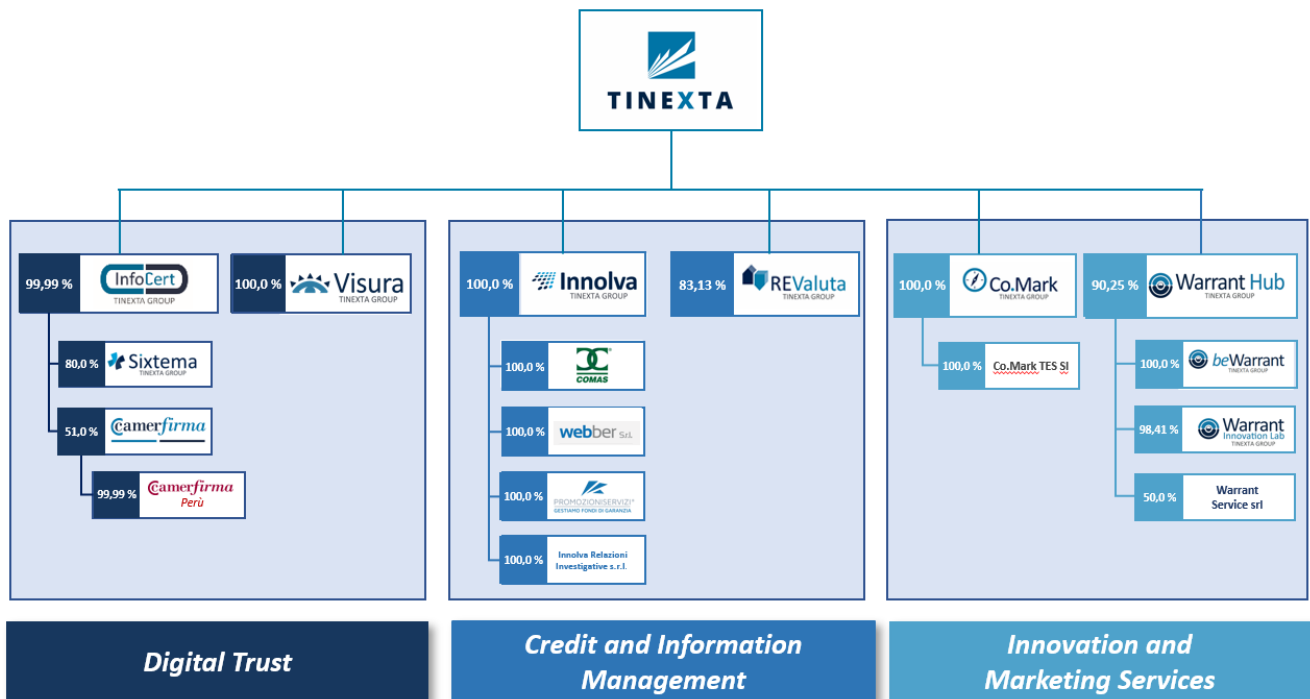 TINEXTA
99,99 %
InfoCert
TINEXTA GROUP
100,0 %
Visura
TINEXTA GROUP
80,0 %
Sixtema
TINEXTA GROUP
51,0 %
Camerfirma
99,99 %
Camerfirma
Perù
100,0 %
Innolva
TINEXTA GROUP
83,13 %
REValuta
TINEXTA GROUP
100,0 %
COMAS
100,0 %
webber S.r.l.
100,0 %
PROMOZIONISERVIZI®
GESTIAMO FONDI DI GARANZIA
100,0 %
Innolva Relazioni
Investigative s.r.l.
100,0 %
Co.Mark
TINEXTA GROUP
90,25 %
Warrant Hub
TINEXTA GROUP
100,0 %
Co.Mark TES Sl
100,0 %
beWarrant
TINEXTA GROUP
98,41 %
Warrant
Innovation Lab
TINEXTA GROUP
50,0 %
Warrant
Service srl
Digital Trust
Credit and Information
Management
Innovation and
Marketing Services